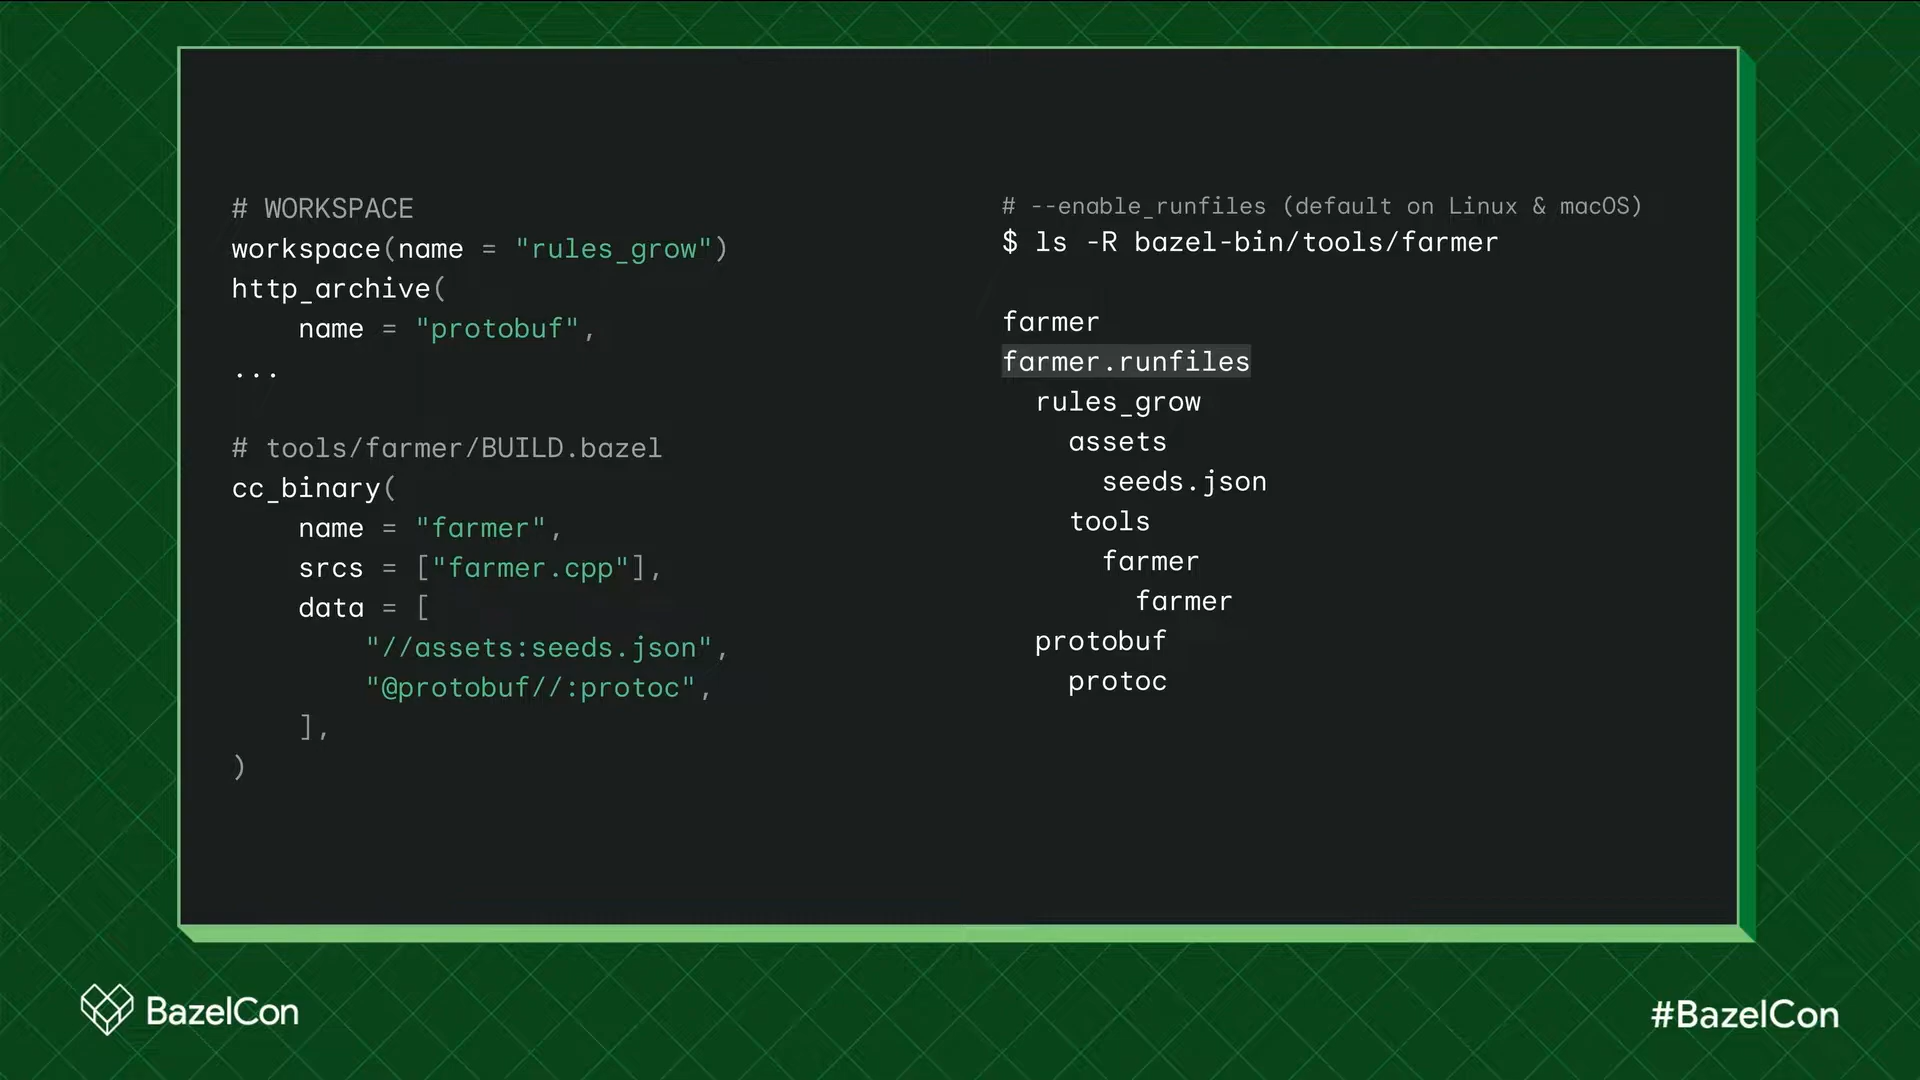 # WORKSPACE
workspace(name = "rules_grow")
http_archive(
    name = "protobuf",
...
# tools/farmer/BUILD.bazel
cc_binary(
    name = "farmer",
    srcs = ["farmer.cpp"],
    data = [
        "//assets:seeds.json",
        "@protobuf//:protoc",
    ],
)
# --enable_runfiles (default on Linux & macOS)
$ ls -R bazel-bin/tools/farmer
farmer
farmer.runfiles
  rules_grow
    assets
      seeds.json
    tools
      farmer
        farmer
  protobuf
    protoc
BazelCon
#BazelCon